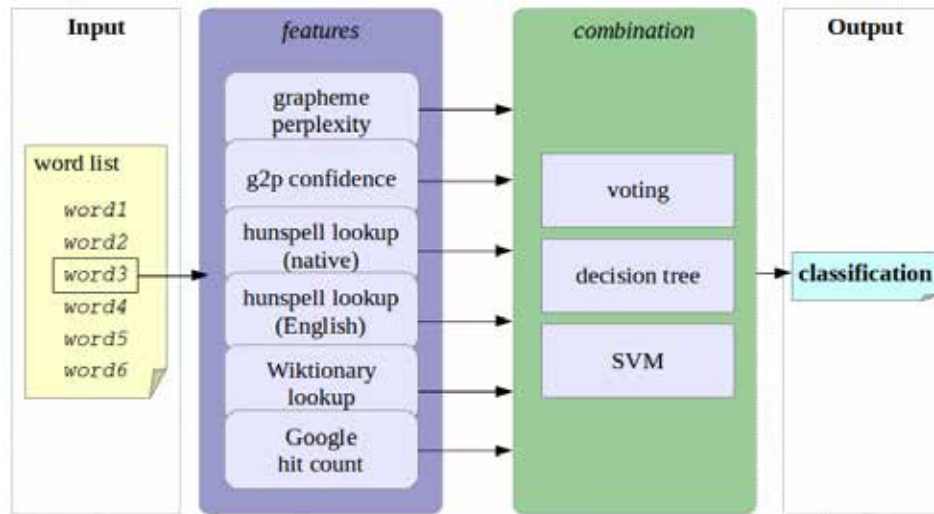 Input
word list
word1
word2
word3
word4
word5
word6
features
grapheme
perplexity
g2p confidence
hunspell lookup
(native)
hunspell lookup
(English)
Wiktionary
lookup
Google
hit count
combination
voting
decision tree
SVM
Output
classification